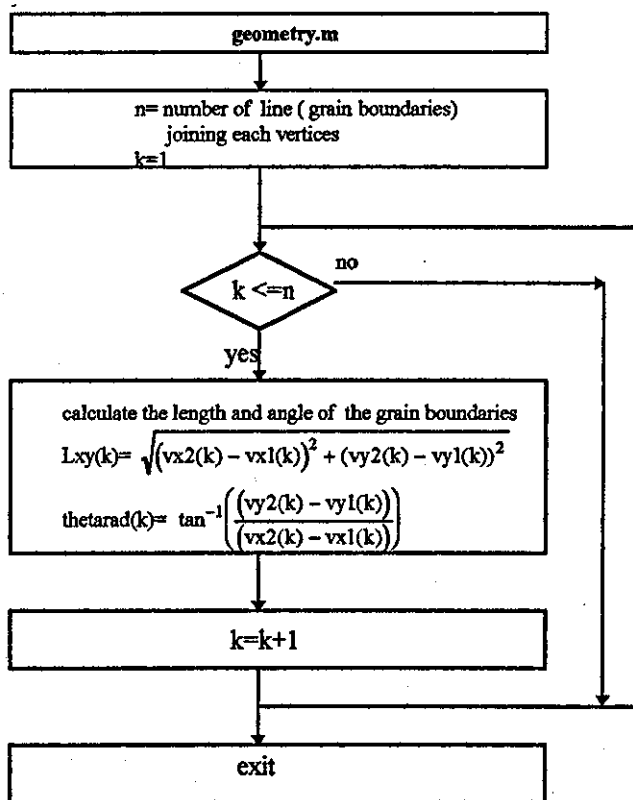 geometry.m
n= number of line ( grain boundaries)
joining each vertices
k=1
k <=n
no
yes
calculate the length and angle of the grain boundaries
Lxy(k)= √((vx2(k) − vx1(k))² + (vy2(k) − vy1(k))²)
thetarad(k)= tan⁻¹((vy2(k) − vy1(k))/(vx2(k) − vx1(k)))
k=k+1
exit